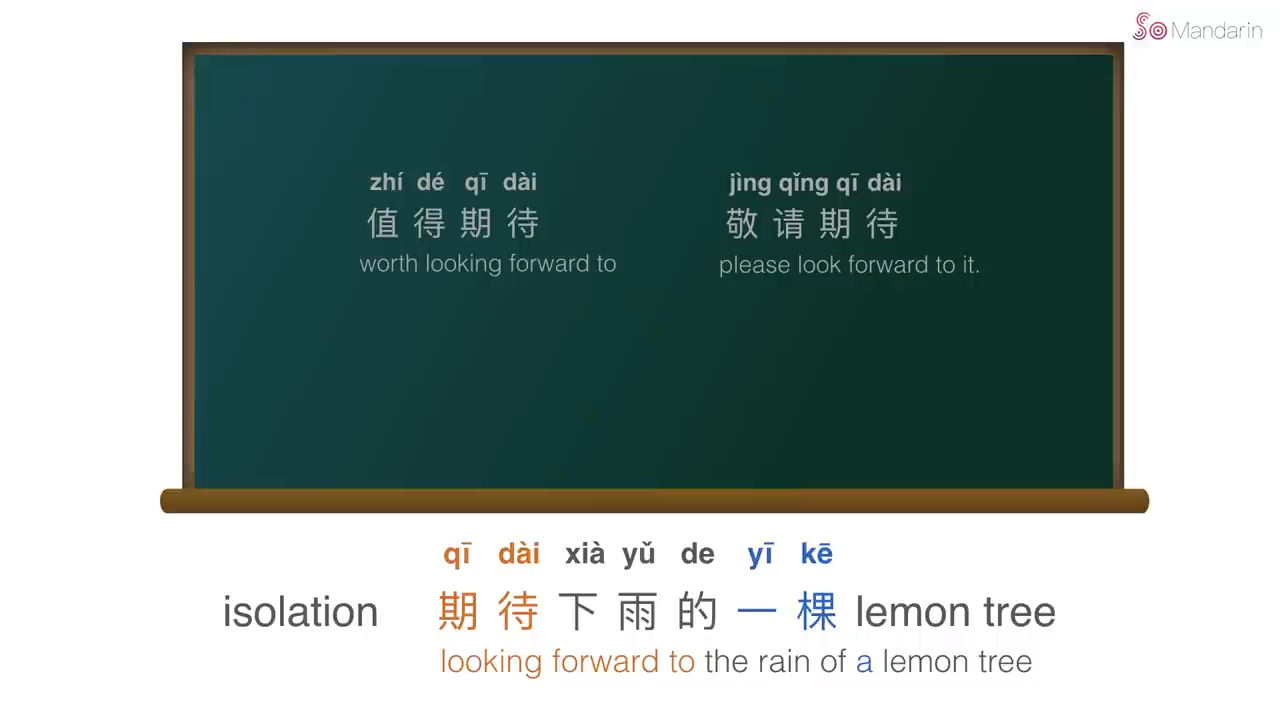 So Mandarin
zhí dé qī dài
值得期待
worth looking forward to
jìng qǐng qī dài
敬请期待
please look forward to it.
qī dài xià yǔ de yī kē
isolation 期待下雨的一棵 lemon tree
looking forward to the rain of a lemon tree